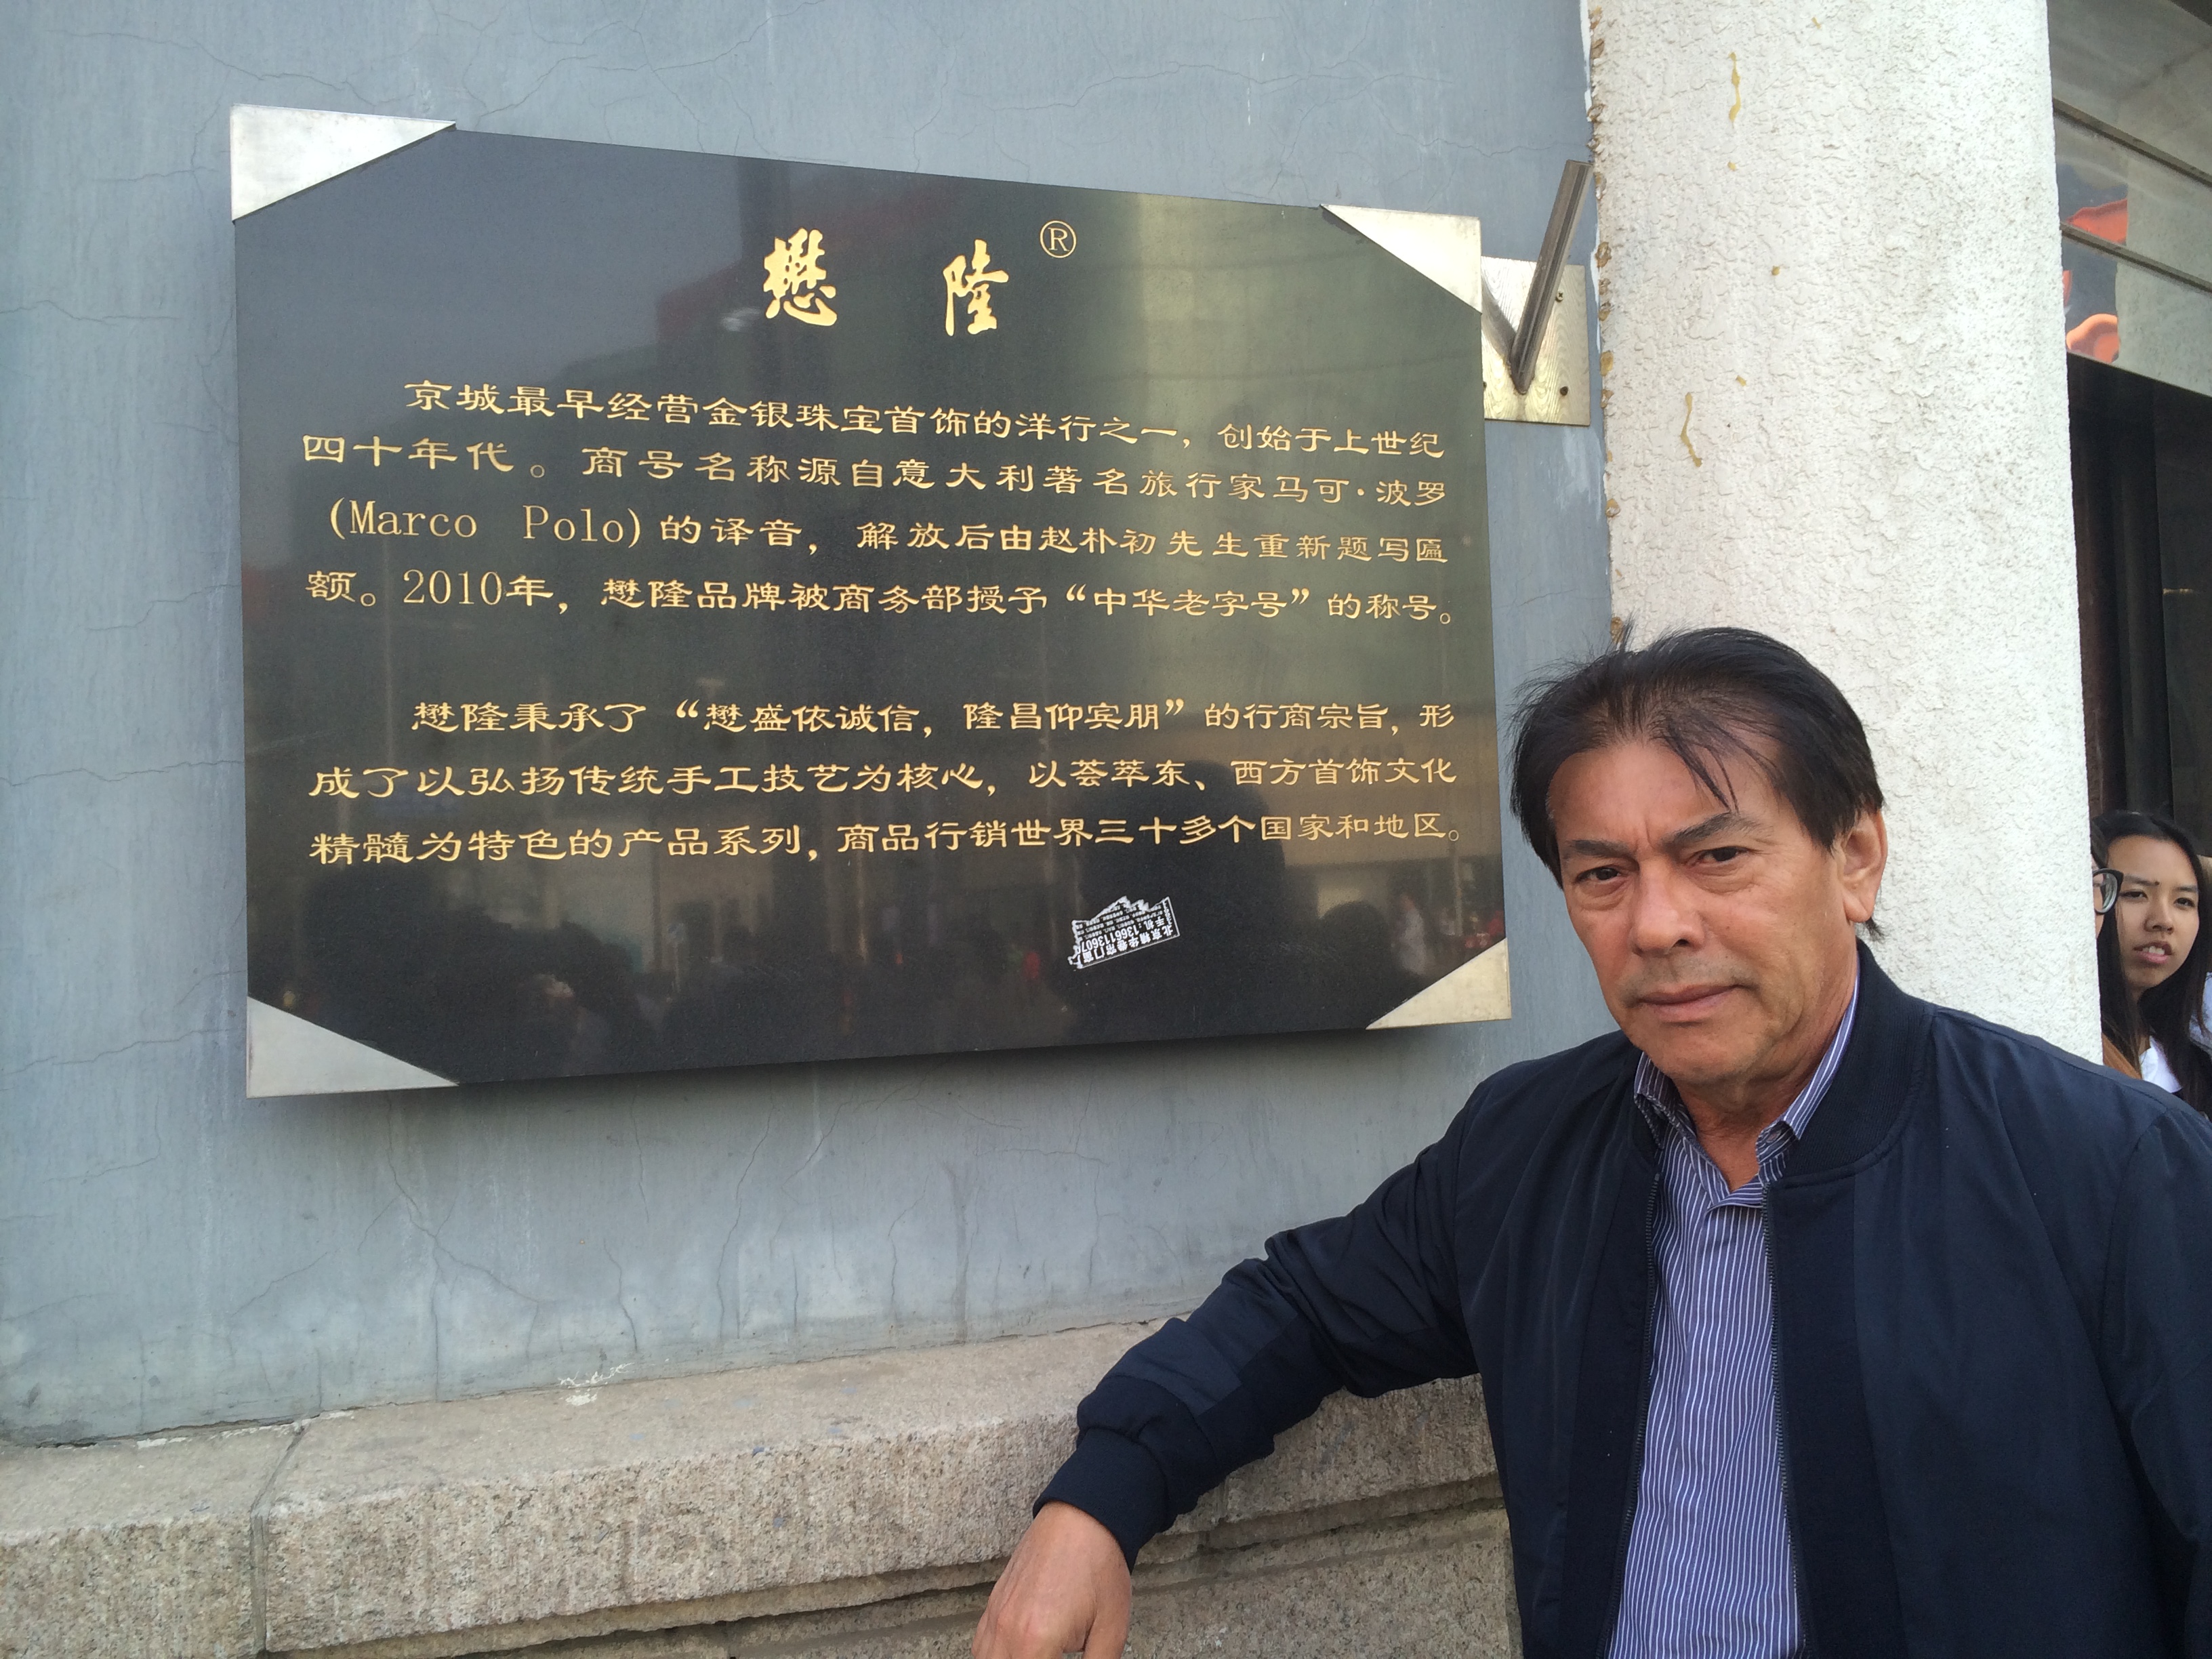 懋隆®
京城最早经营金银珠宝首饰的洋行之一，创始于上世纪
四十年代。商号名称源自意大利著名旅行家马可·波罗
(Marco Polo)的译音，解放后由赵朴初先生重新题写匾
额。2010年，懋隆品牌被商务部授予“中华老字号”的称号。
懋隆秉承了“懋盛依诚信，隆昌仰宾朋”的行商宗旨，形
成了以弘扬传统手工技艺为核心，以荟萃东、西方首饰文化
精髓为特色的产品系列，商品行销世界三十多个国家和地区。